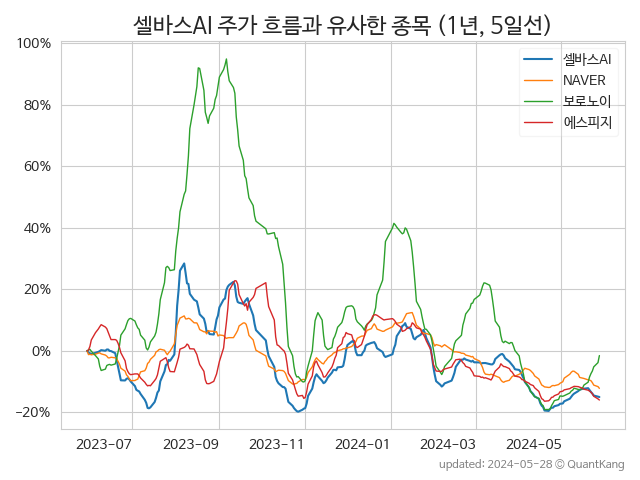 셀바스AI 주가 흐름과 유사한 종목 (1년, 5일선)
셀바스AI
NAVER
보로노이
에스피지
100%
80%
60%
40%
20%
0%
−20%
2023-07
2023-09
2023-11
2024-01
2024-03
2024-05
updated: 2024-05-28 © QuantKang